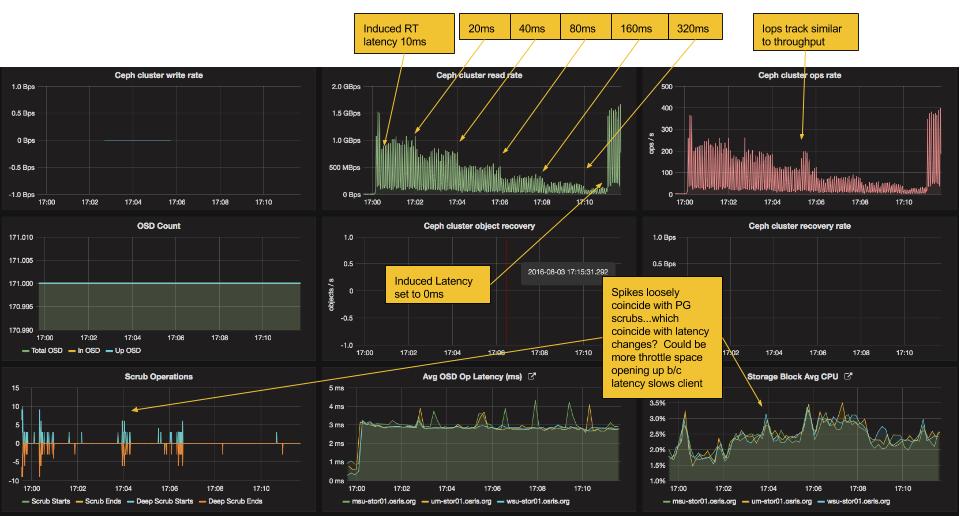 Induced RT
latency 10ms
20ms
40ms
80ms
160ms
320ms
Iops track similar
to throughput
Ceph cluster write rate
1.0 Bps
0.5 Bps
0 Bps
-0.5 Bps
-1.0 Bps
17:00 17:02 17:04 17:06 17:08 17:10
Ceph cluster read rate
2.0 GBps
1.5 GBps
1.0 GBps
500 MBps
0 Bps
17:00 17:02 17:04 17:06 17:08 17:10
Ceph cluster ops rate
ops / s
500
400
300
200
100
0
17:00 17:02 17:04 17:06 17:08 17:10
OSD Count
171.010
171.005
171.000
170.995
170.990
17:00 17:02 17:04 17:06 17:08 17:10
Total OSD In OSD Up OSD
Ceph cluster object recovery
objects / s
1.0
0.5
0
-0.5
-1.0
17:00 17:02 17:04 17:06 17:08 17:10
2016-08-03 17:15:31.292
Induced Latency
set to 0ms
Ceph cluster recovery rate
1.0 Bps
0.5 Bps
17:02 17:04 17:06 17:08 17:10
Spikes loosely
coincide with PG
scrubs...which
coincide with latency
changes? Could be
more throttle space
opening up b/c
latency slows client
Scrub Operations
15
10
5
0
-5
-10
17:00 17:02 17:04 17:06 17:08 17:10
Scrub Starts Scrub Ends Deep Scrub Starts Deep Scrub Ends
Avg OSD Op Latency (ms)
5 ms
4 ms
3 ms
2 ms
1 ms
0 ms
17:00 17:02 17:04 17:06 17:08 17:10
msu-stor01.osris.org um-stor01.osris.org wsu-stor01.osris.org
Storage Block Avg CPU
3.5%
3.0%
2.5%
2.0%
1.5%
1.0%
17:00 17:02 17:04 17:06 17:08 17:10
msu-stor01.osris.org um-stor01.osris.org wsu-stor01.osris.org